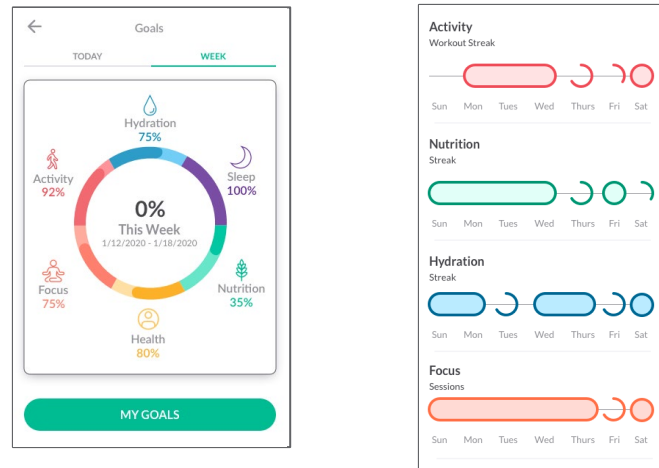 Goals
TODAY
WEEK
Hydration
75%
Activity
92%
Sleep
100%
0%
This Week
1/12/2020 - 1/18/2020
Focus
75%
Nutrition
35%
Health
80%
MY GOALS
Activity
Workout Streak
Sun Mon Tues Wed Thurs Fri Sat
Nutrition
Streak
Sun Mon Tues Wed Thurs Fri Sat
Hydration
Streak
Sun Mon Tues Wed Thurs Fri Sat
Focus
Sessions
Sun Mon Tues Wed Thurs Fri Sat